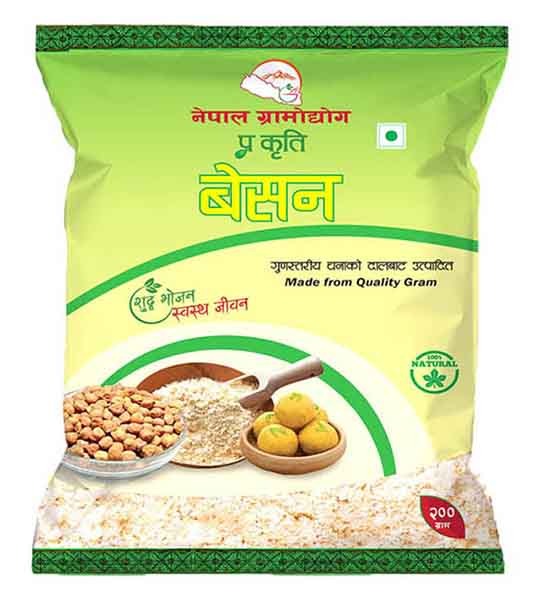 नेपाल ग्रामोद्योग
प्रकृति
बेसन
गुणस्तरीय चनाको दालबाट उत्पादित
Made from Quality Gram
शुद्ध भोजन
स्वस्थ जीवन
100%
NATURAL
२००
ग्राम